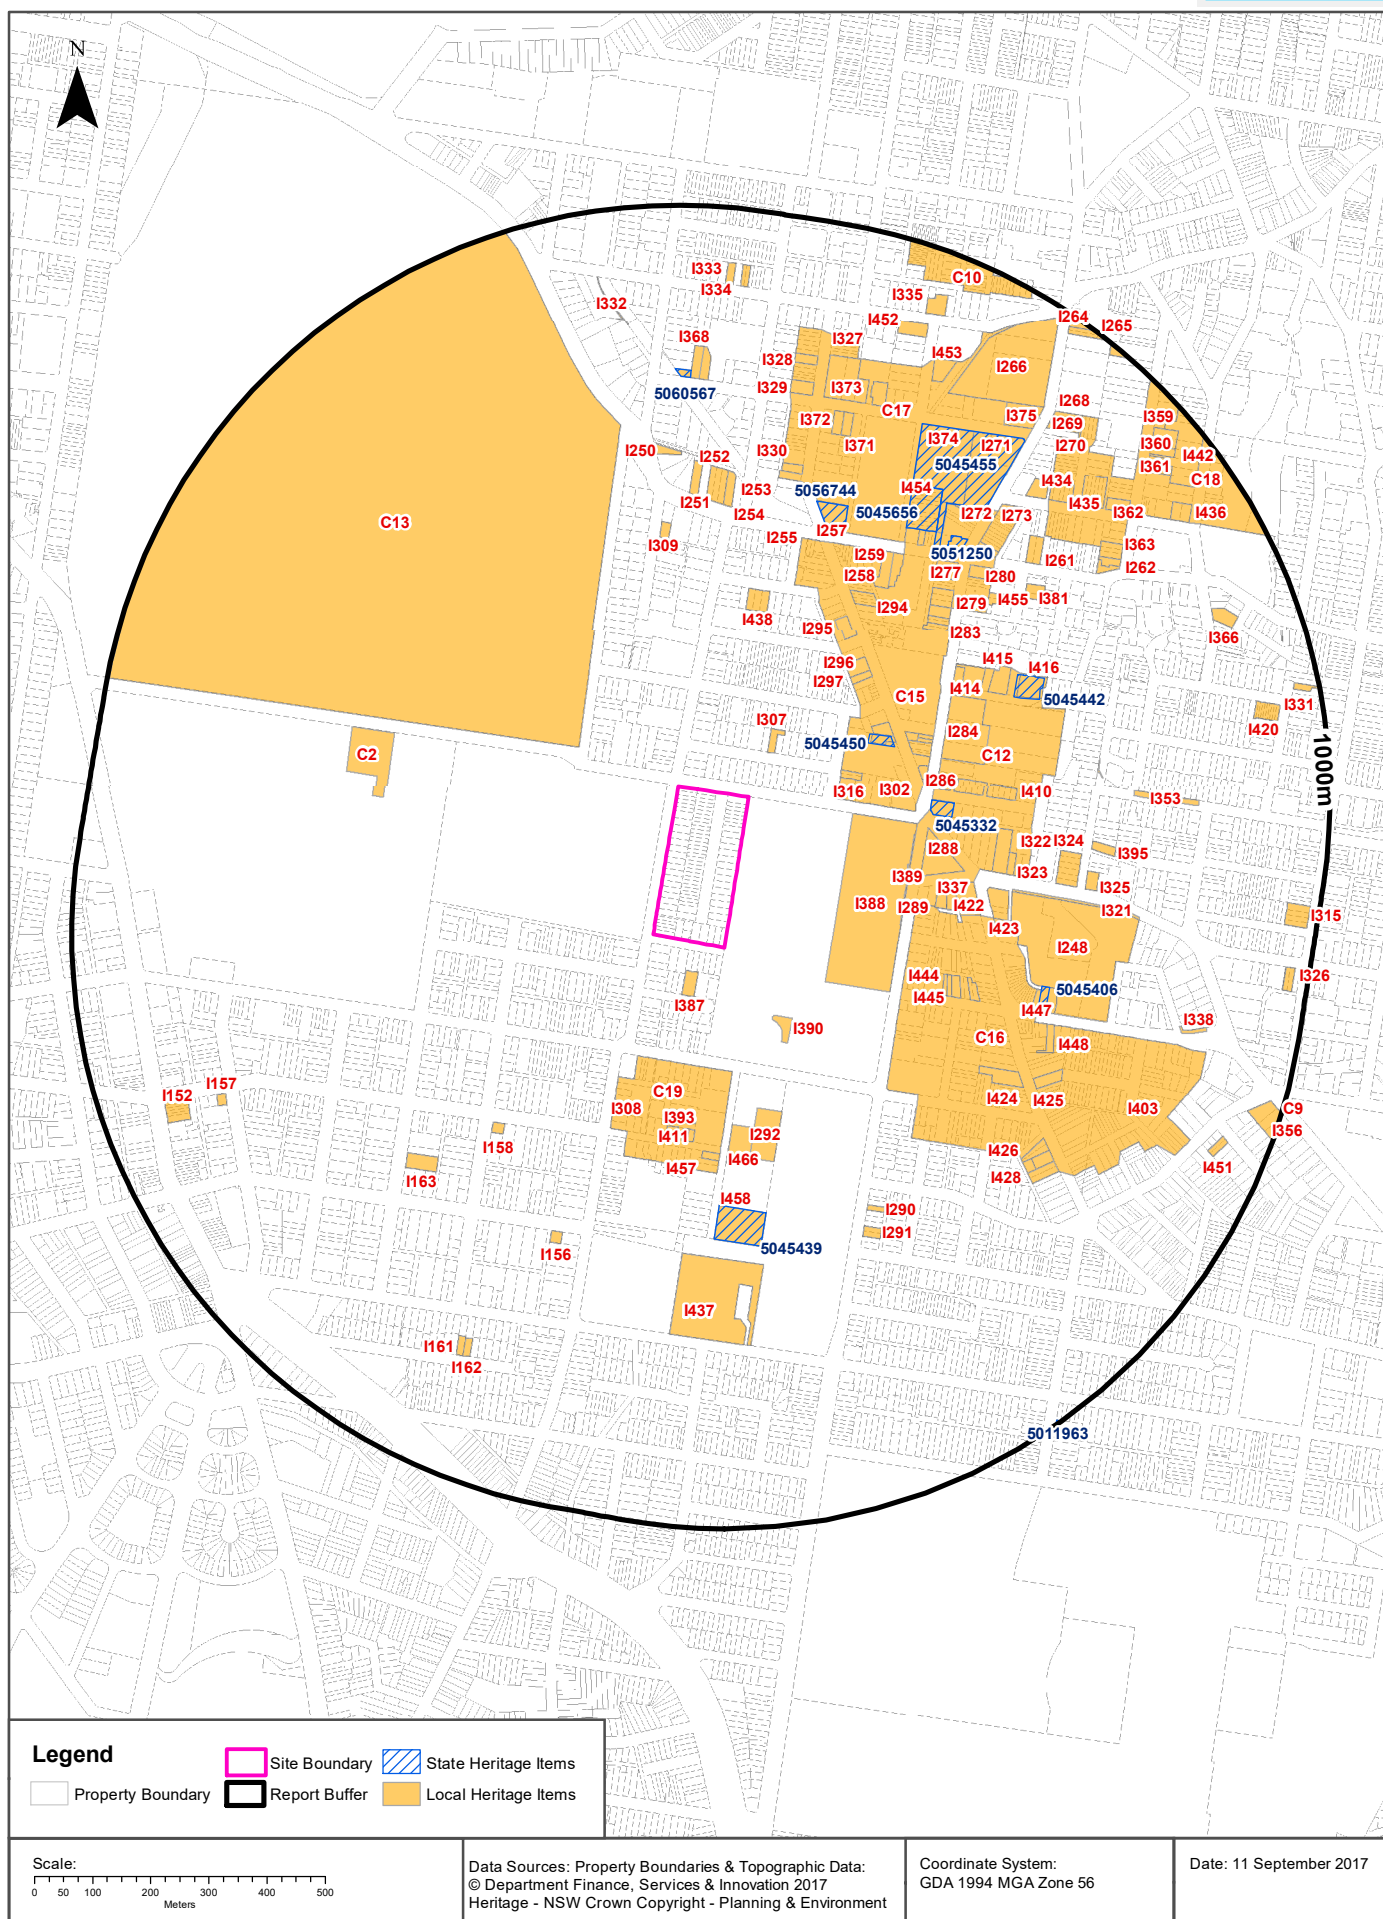 N
C10
I333
I334
I335
I332
I264
I265
I452
I327
I368
I453
I328
I266
5060567
I329
I373
I268
C17
I375
I359
I372
I269
I374
I271
I360
I270
I371
I250
I252
I330
5045455
I442
I361
C18
I454
I434
5056744
I253
I251
I435
I254
5045656
I272
I273
I362
I436
C13
I257
I255
I309
I259
5051250
I363
I261
I262
I258
I277
I280
I294
I279
I455
I381
I438
I295
I283
I366
I296
I415
I416
I297
I414
C15
5045442
I331
I307
I284
I420
5045450
C2
C12
1000m
I286
I316
I302
I410
I353
5045332
I322
I324
I288
I395
I323
I389
I337
I325
I388
I289
I422
I321
I315
I423
I248
I444
I326
I387
I445
5045406
I447
I390
I338
C16
I448
C19
I157
I152
I424
I425
I308
I403
C9
I393
I356
I411
I292
I158
I426
I466
I451
I457
I163
I428
I458
I290
I291
I156
5045439
I437
I161
I162
5011963
Legend
Site Boundary
State Heritage Items
Property Boundary
Report Buffer
Local Heritage Items
Scale:
0 50 100 200 300 400 500
Meters
Data Sources: Property Boundaries & Topographic Data:
© Department Finance, Services & Innovation 2017
Heritage - NSW Crown Copyright - Planning & Environment
Coordinate System:
GDA 1994 MGA Zone 56
Date: 11 September 2017